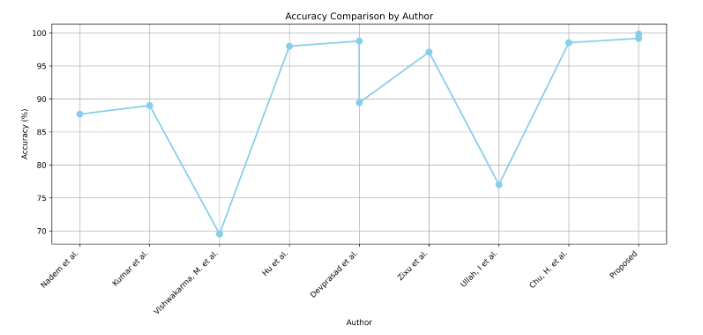 Accuracy Comparison by Author
Accuracy (%)
100
95
90
85
80
75
70
Nadem et al.
Kumar et al.
Vishwakarma, M. et al.
Hu et al.
Devprasad et al.
Zixu et al.
Ullah, I et al.
Chu, H. et al.
Proposed
Author